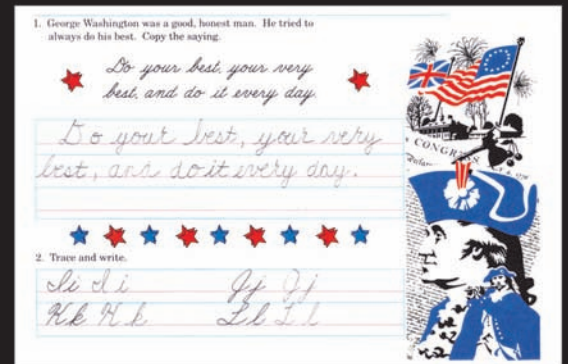 1. George Washington was a good, honest man. He tried to
always do his best. Copy the saying.
Do your best, your very
best, and do it every day.
Do your best, your very
best, and do it every day.
CONGRESS
2. Trace and write.
Ii Ii Jj Jj
Kk Kk Ll Ll